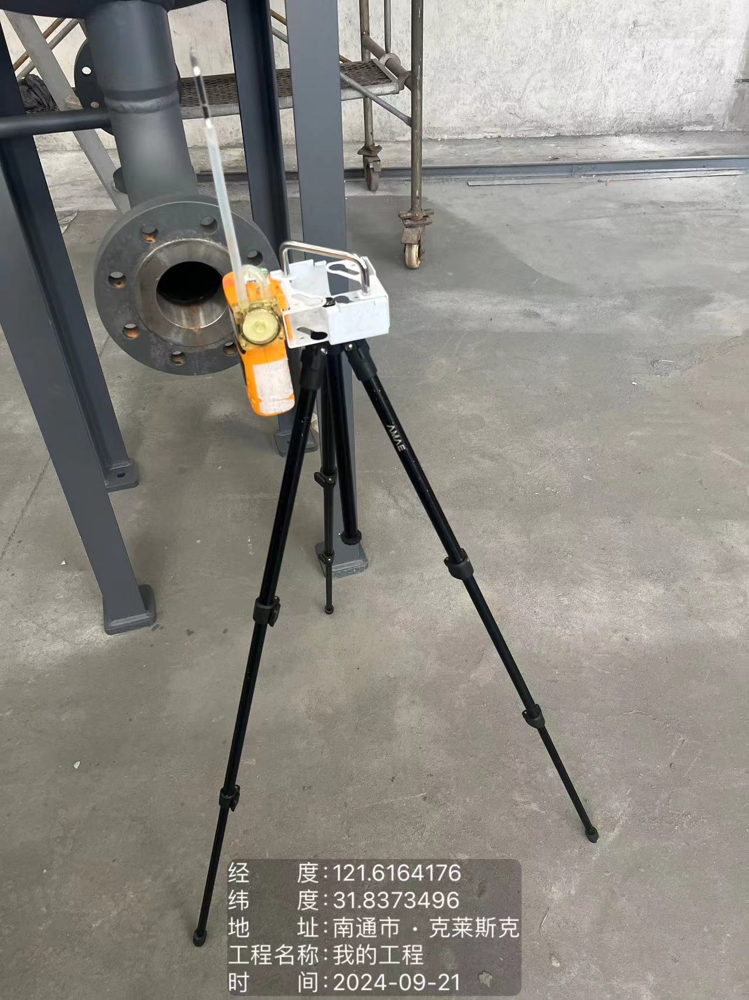 AMAE
经 度:121.6164176
纬 度:31.8373496
地 址:南通市·克莱斯克
工程名称:我的工程
时 间:2024-09-21